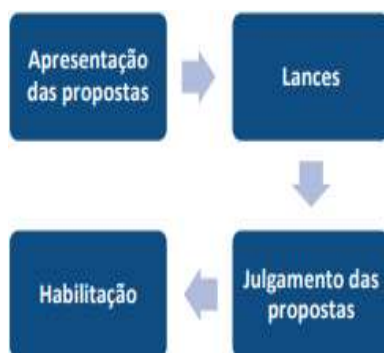 Apresentação
das propostas
Lances
Julgamento das
propostas
Habilitação